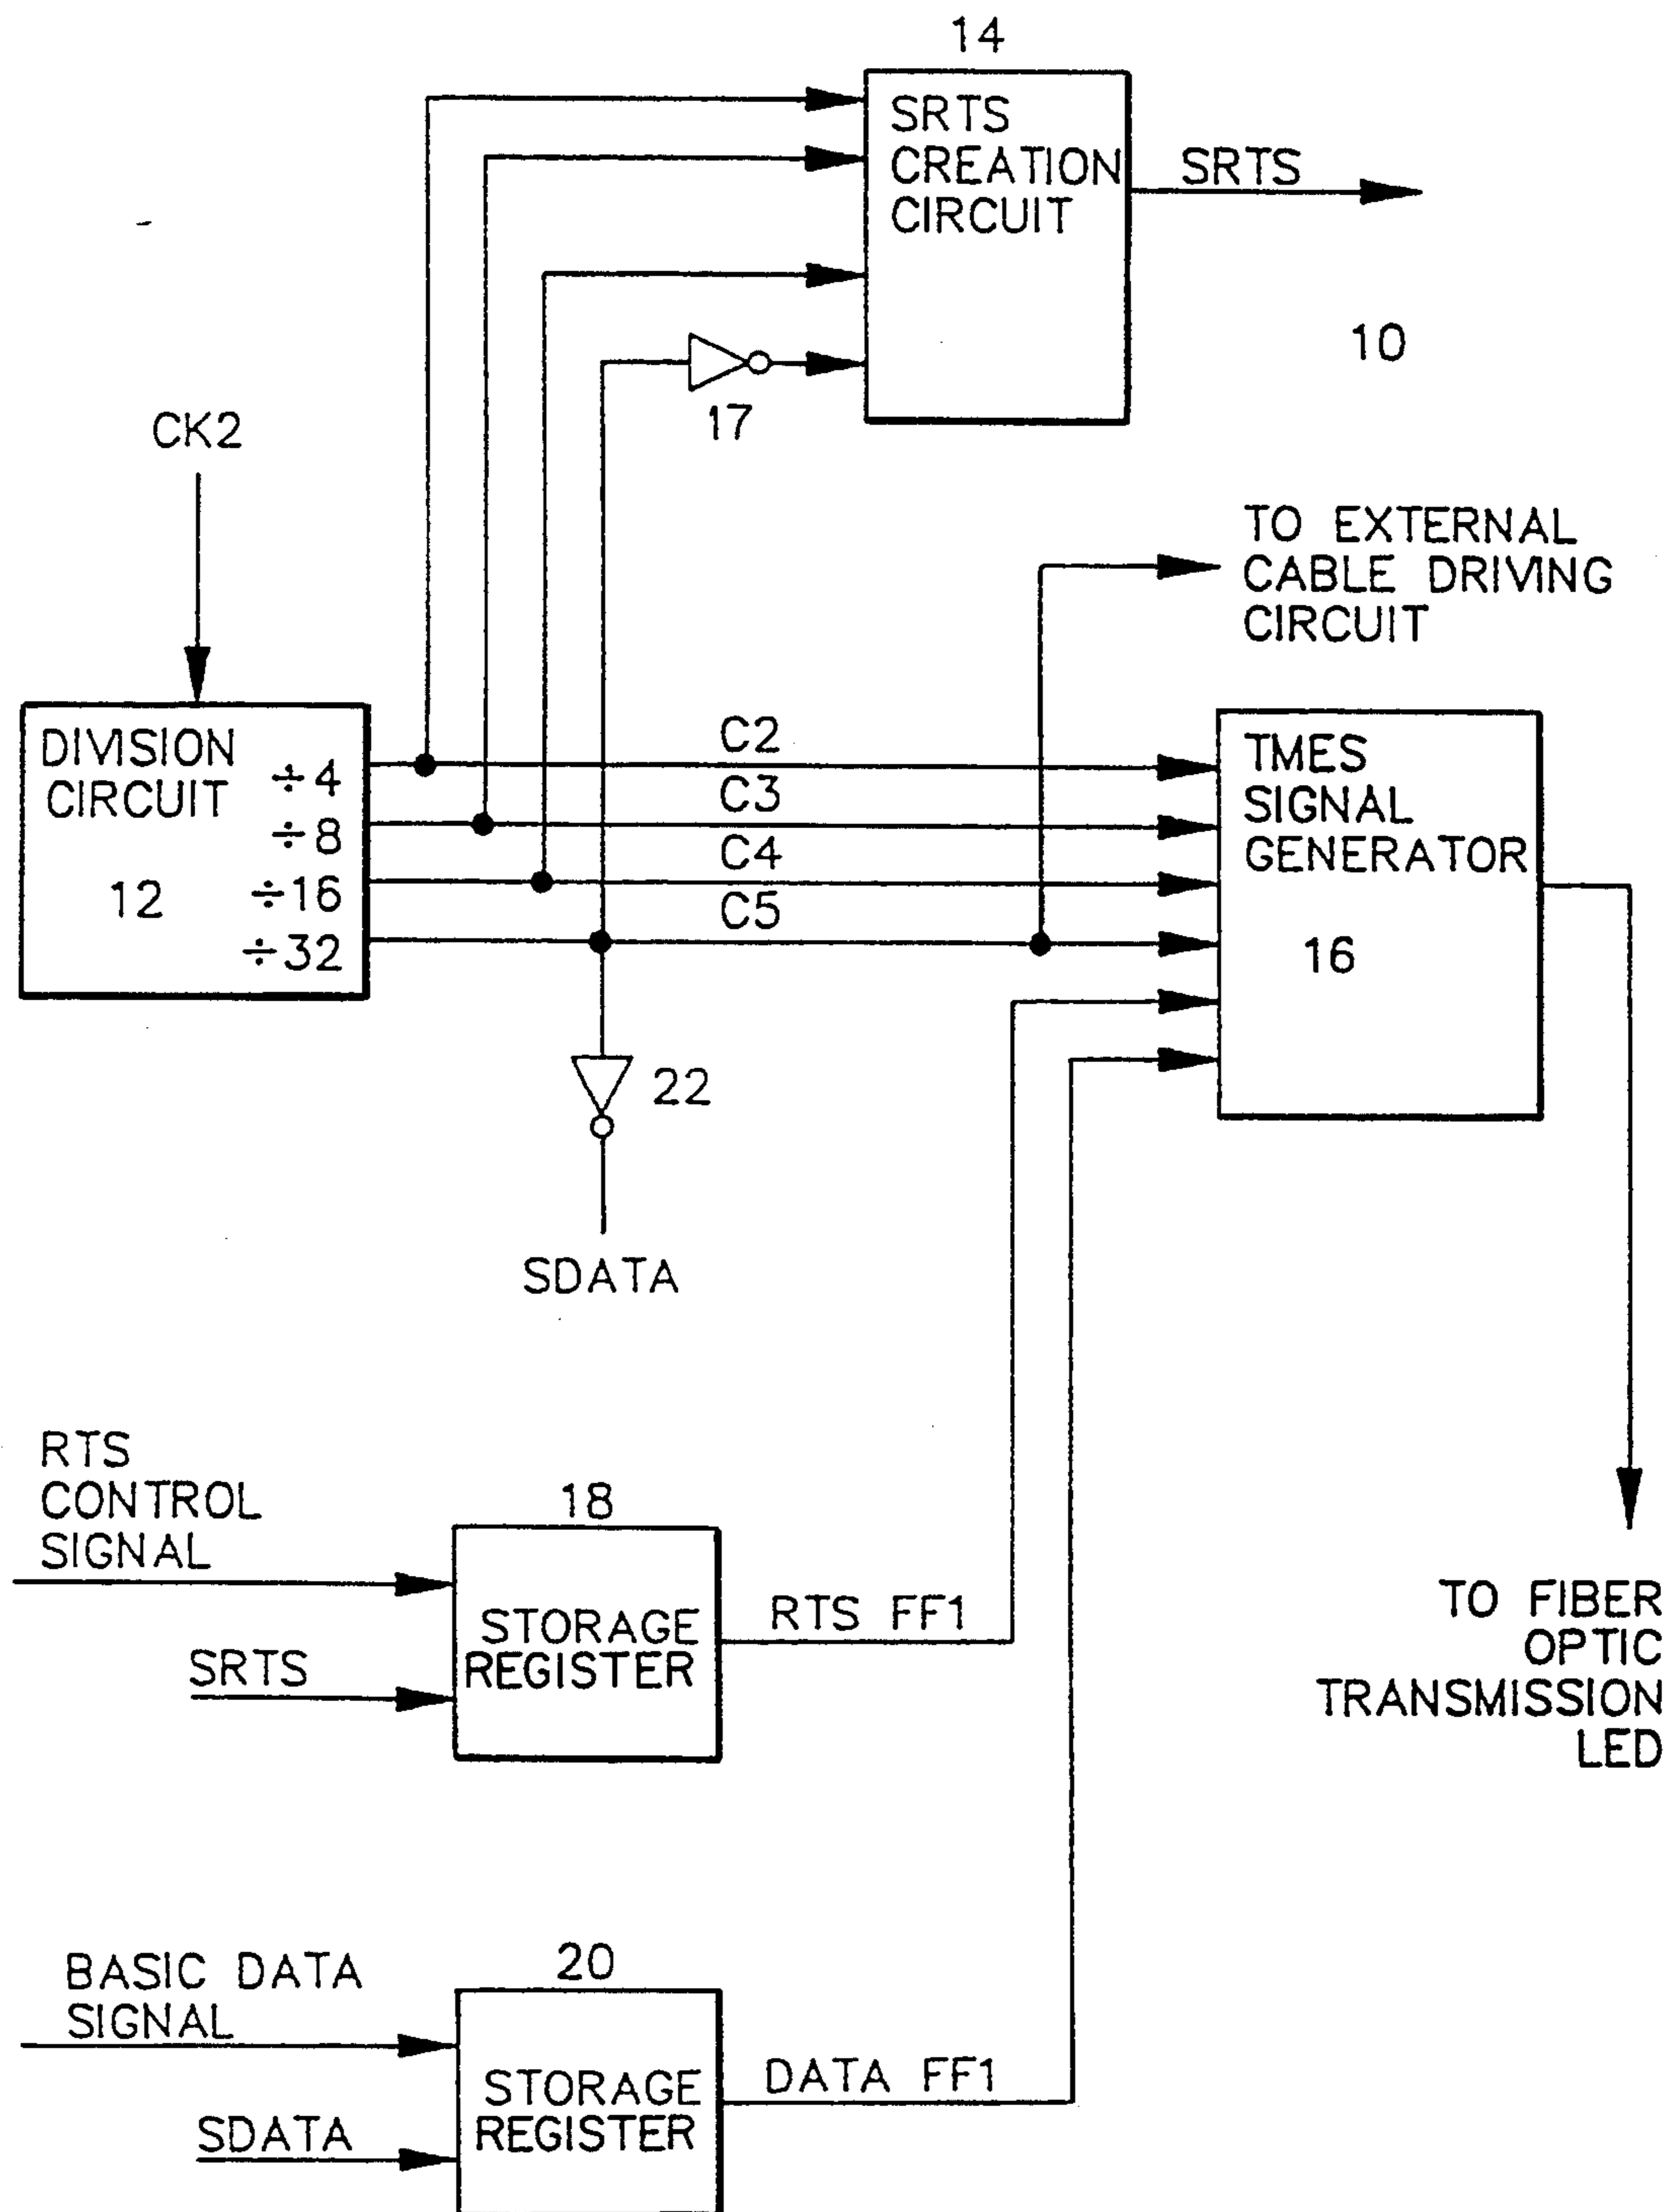 14
SRTS
CREATION
CIRCUIT
SRTS
10
17
CK2
TO EXTERNAL
CABLE DRIVING
CIRCUIT
DIVISION
CIRCUIT
÷4
÷8
÷16
÷32
12
C2
C3
C4
C5
TMES
SIGNAL
GENERATOR
16
22
SDATA
RTS
CONTROL
SIGNAL
18
STORAGE
REGISTER
SRTS
RTS FF1
TO FIBER
OPTIC
TRANSMISSION
LED
BASIC DATA
SIGNAL
20
STORAGE
REGISTER
SDATA
DATA FF1